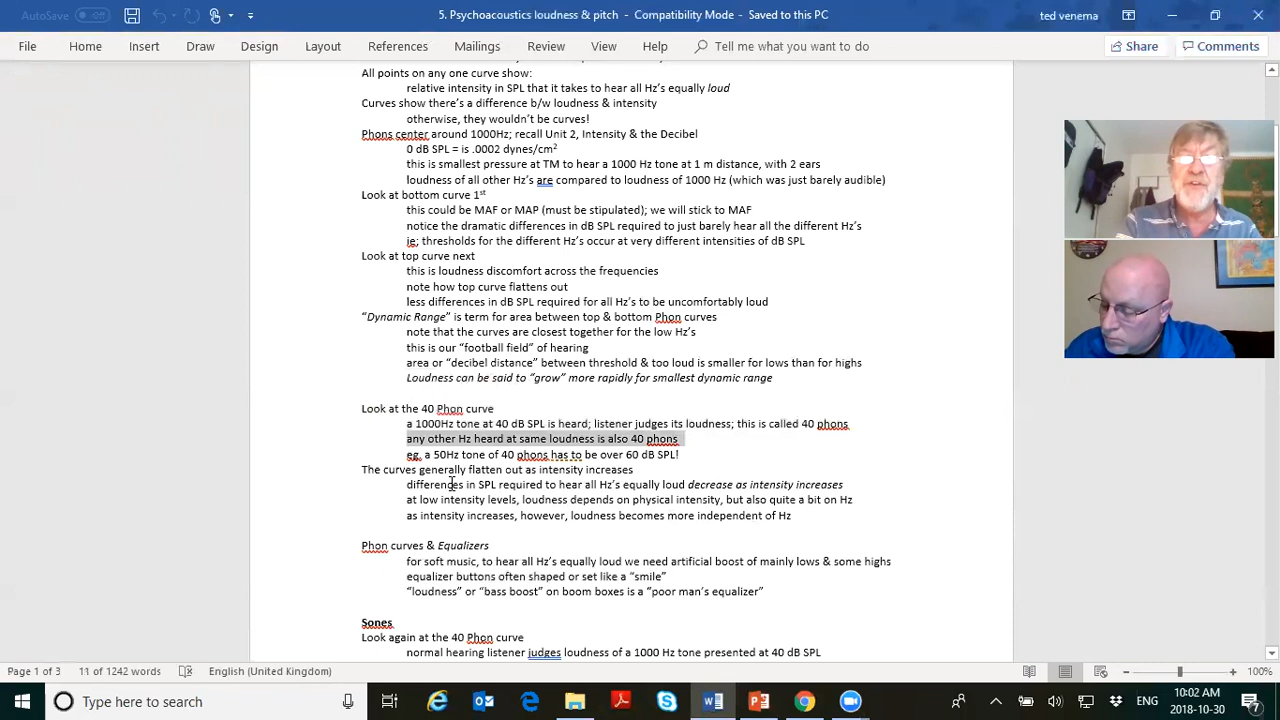 AutoSave Off
5. Psychoacoustics loudness & pitch - Compatibility Mode - Saved to this PC
ted venema
File Home Insert Draw Design Layout References Mailings Review View Help Tell me what you want to do Share Comments
All points on any one curve show:
relative intensity in SPL that it takes to hear all Hz's equally loud
Curves show there's a difference b/w loudness & intensity
otherwise, they wouldn't be curves!
Phons center around 1000Hz; recall Unit 2, Intensity & the Decibel
0 dB SPL = is .0002 dynes/cm2
this is smallest pressure at TM to hear a 1000 Hz tone at 1 m distance, with 2 ears
loudness of all other Hz's are compared to loudness of 1000 Hz (which was just barely audible)
Look at bottom curve 1st
this could be MAF or MAP (must be stipulated); we will stick to MAF
notice the dramatic differences in dB SPL required to just barely hear all the different Hz's
ie; thresholds for the different Hz's occur at very different intensities of dB SPL
Look at top curve next
this is loudness discomfort across the frequencies
note how top curve flattens out
less differences in dB SPL required for all Hz's to be uncomfortably loud
"Dynamic Range" is term for area between top & bottom Phon curves
note that the curves are closest together for the low Hz's
this is our "football field" of hearing
area or "decibel distance" between threshold & too loud is smaller for lows than for highs
Loudness can be said to "grow" more rapidly for smallest dynamic range
Look at the 40 Phon curve
a 1000Hz tone at 40 dB SPL is heard; listener judges its loudness; this is called 40 phons
any other Hz heard at same loudness is also 40 phons
eg. a 50Hz tone of 40 phons has to be over 60 dB SPL!
The curves generally flatten out as intensity increases
differences in SPL required to hear all Hz's equally loud decrease as intensity increases
at low intensity levels, loudness depends on physical intensity, but also quite a bit on Hz
as intensity increases, however, loudness becomes more independent of Hz
Phon curves & Equalizers
for soft music, to hear all Hz's equally loud we need artificial boost of mainly lows & some highs
equalizer buttons often shaped or set like a "smile"
"loudness" or "bass boost" on boom boxes is a "poor man's equalizer"
Sones
Look again at the 40 Phon curve
normal hearing listener judges loudness of a 1000 Hz tone presented at 40 dB SPL
Page 1 of 3 11 of 1242 words English (United Kingdom) 100%
Type here to search
ENG
10:02 AM
2018-10-30
7